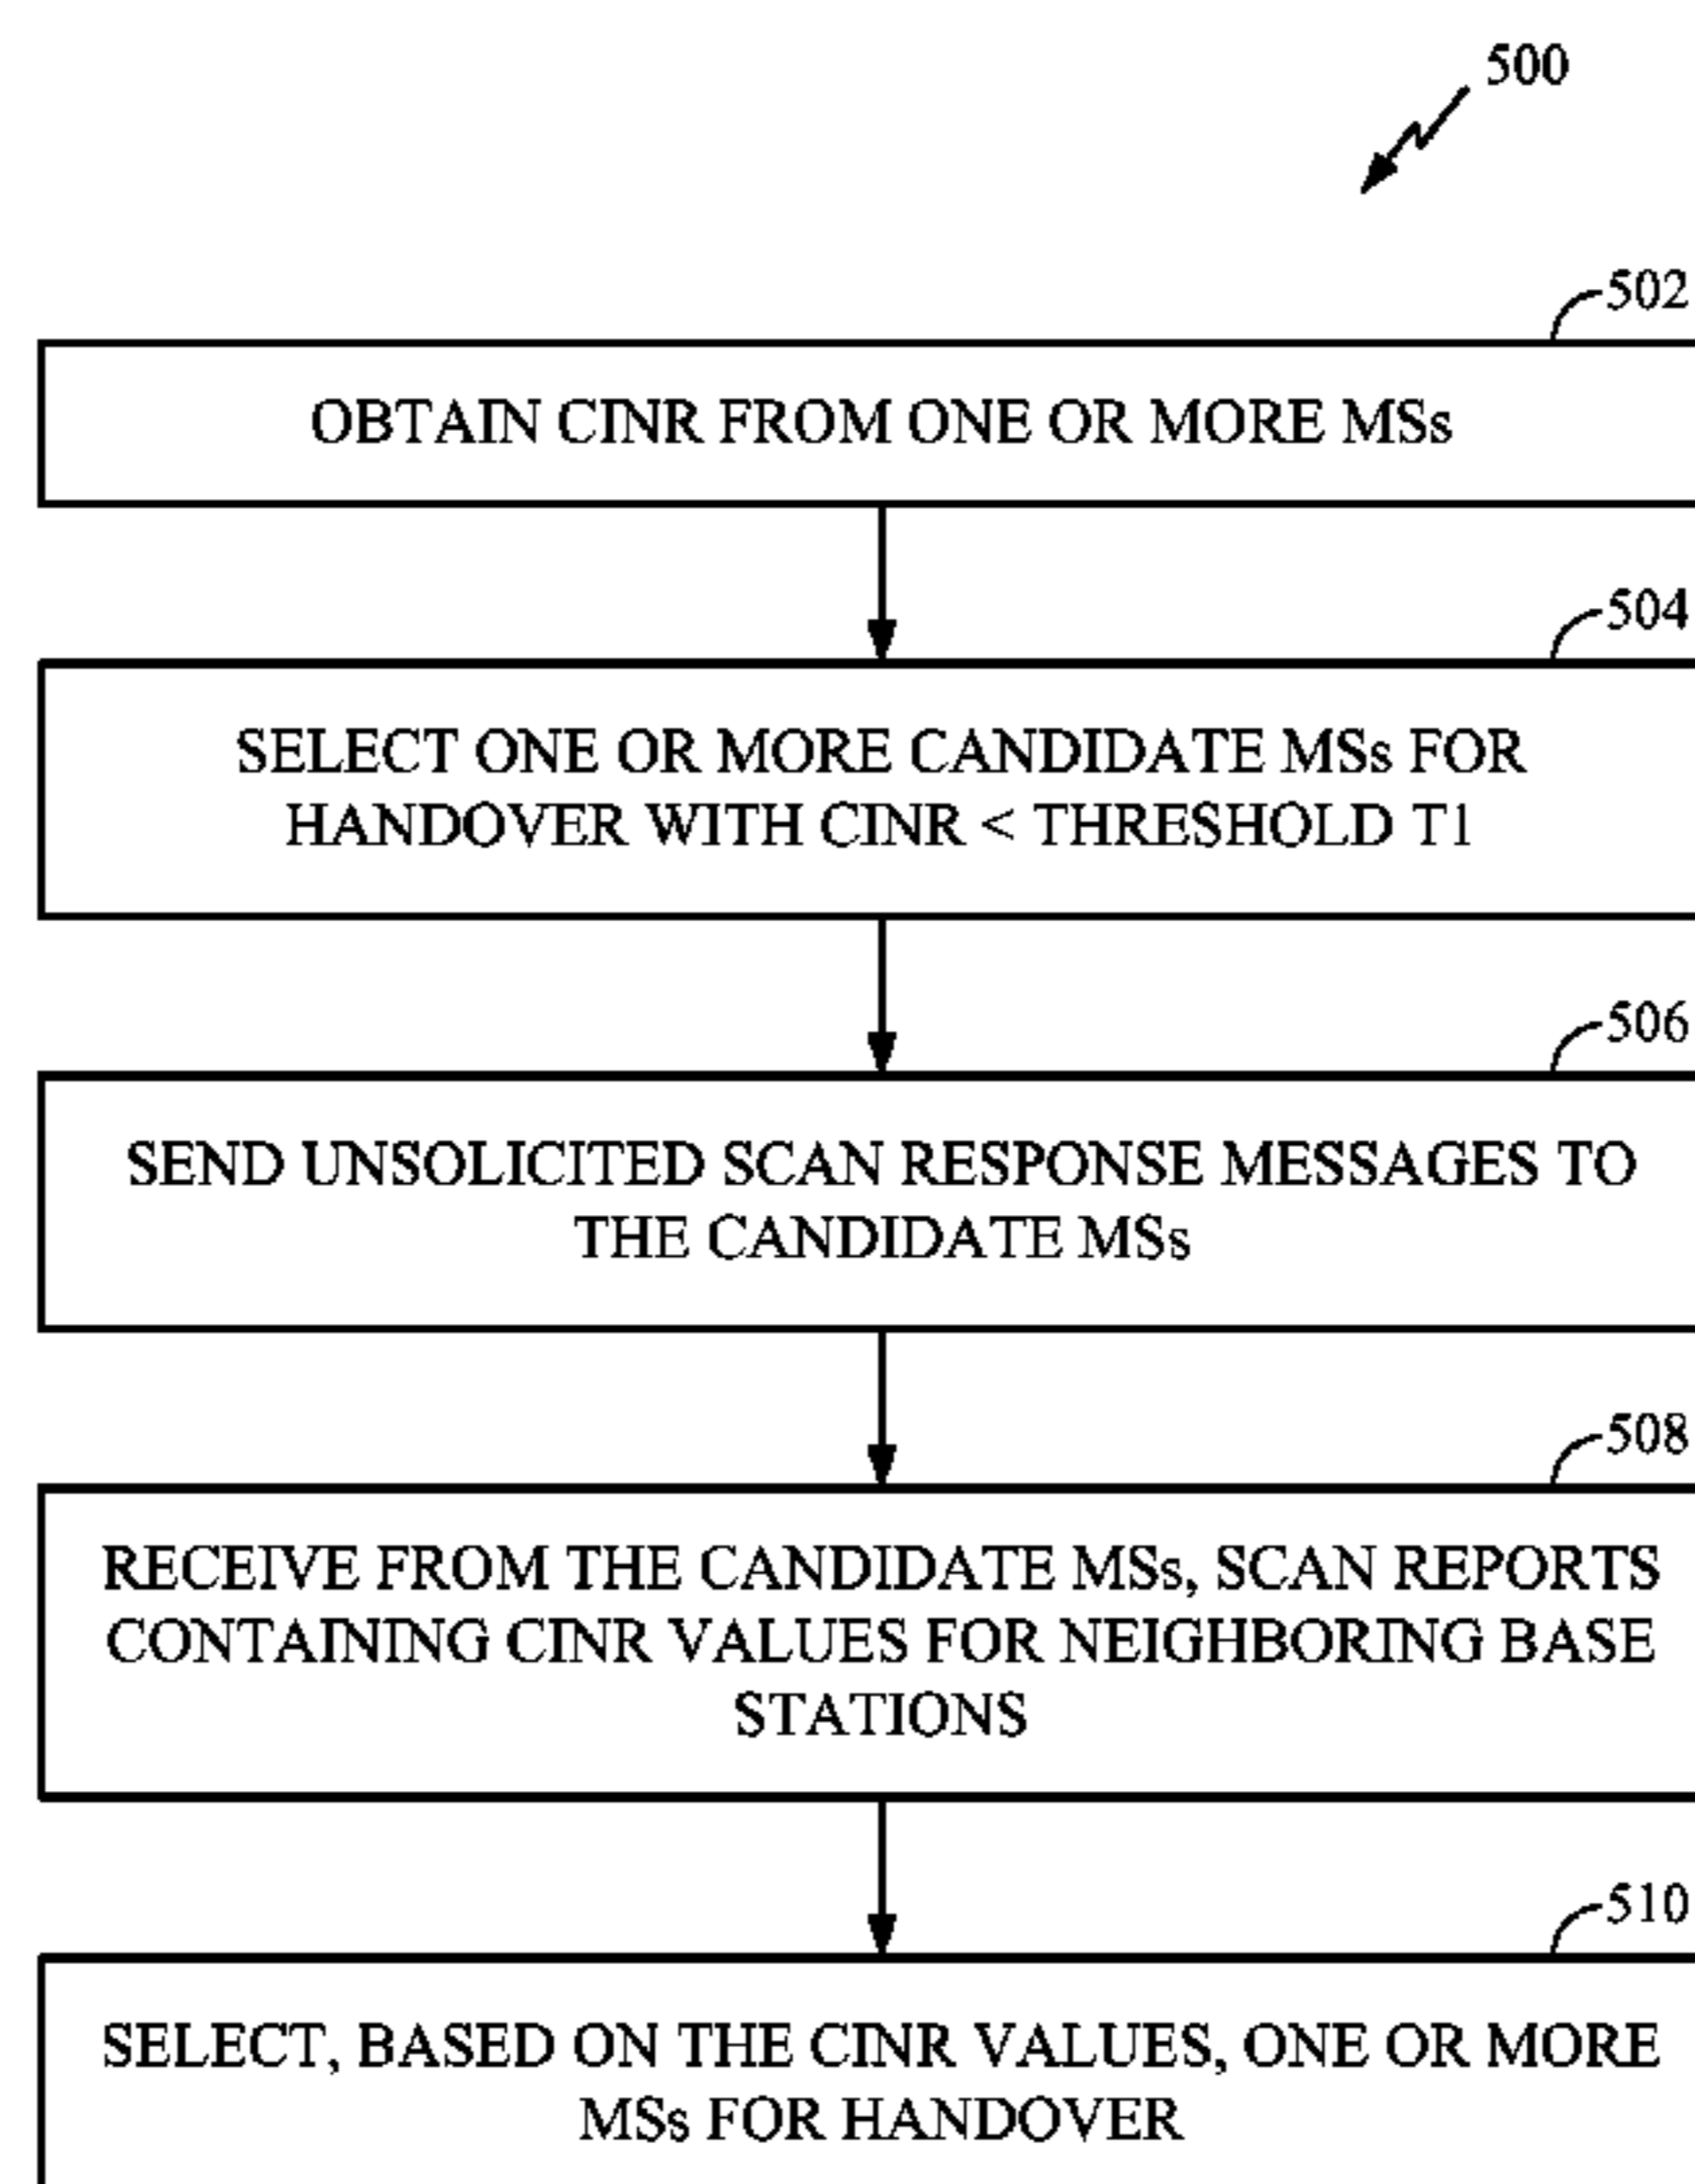 500
502
OBTAIN CINR FROM ONE OR MORE MSs
504
SELECT ONE OR MORE CANDIDATE MSs FOR
HANDOVER WITH CINR < THRESHOLD T1
506
SEND UNSOLICITED SCAN RESPONSE MESSAGES TO
THE CANDIDATE MSs
508
RECEIVE FROM THE CANDIDATE MSs, SCAN REPORTS
CONTAINING CINR VALUES FOR NEIGHBORING BASE
STATIONS
510
SELECT, BASED ON THE CINR VALUES, ONE OR MORE
MSs FOR HANDOVER